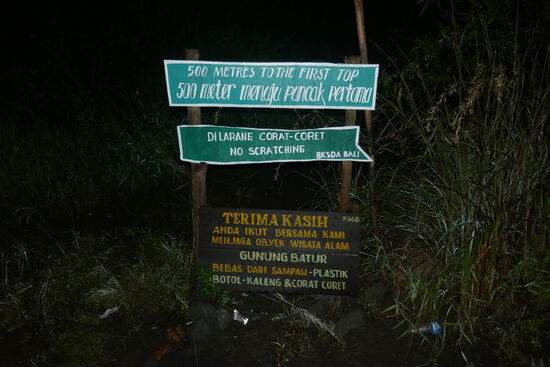 500 METRES TO THE FIRST TOP
500 meter menuju puncak pertama
DILARANG CORAT-CORET
NO SCRATCHING
BKSDA BALI
TERIMA KASIH
ANDA IKUT BERSAMA KAMI
MENJAGA OBYEK WISATA ALAM
GUNUNG BATUR
BEBAS DARI SAMPAH-PLASTIK
BOTOL-KALENG & CORAT CORET